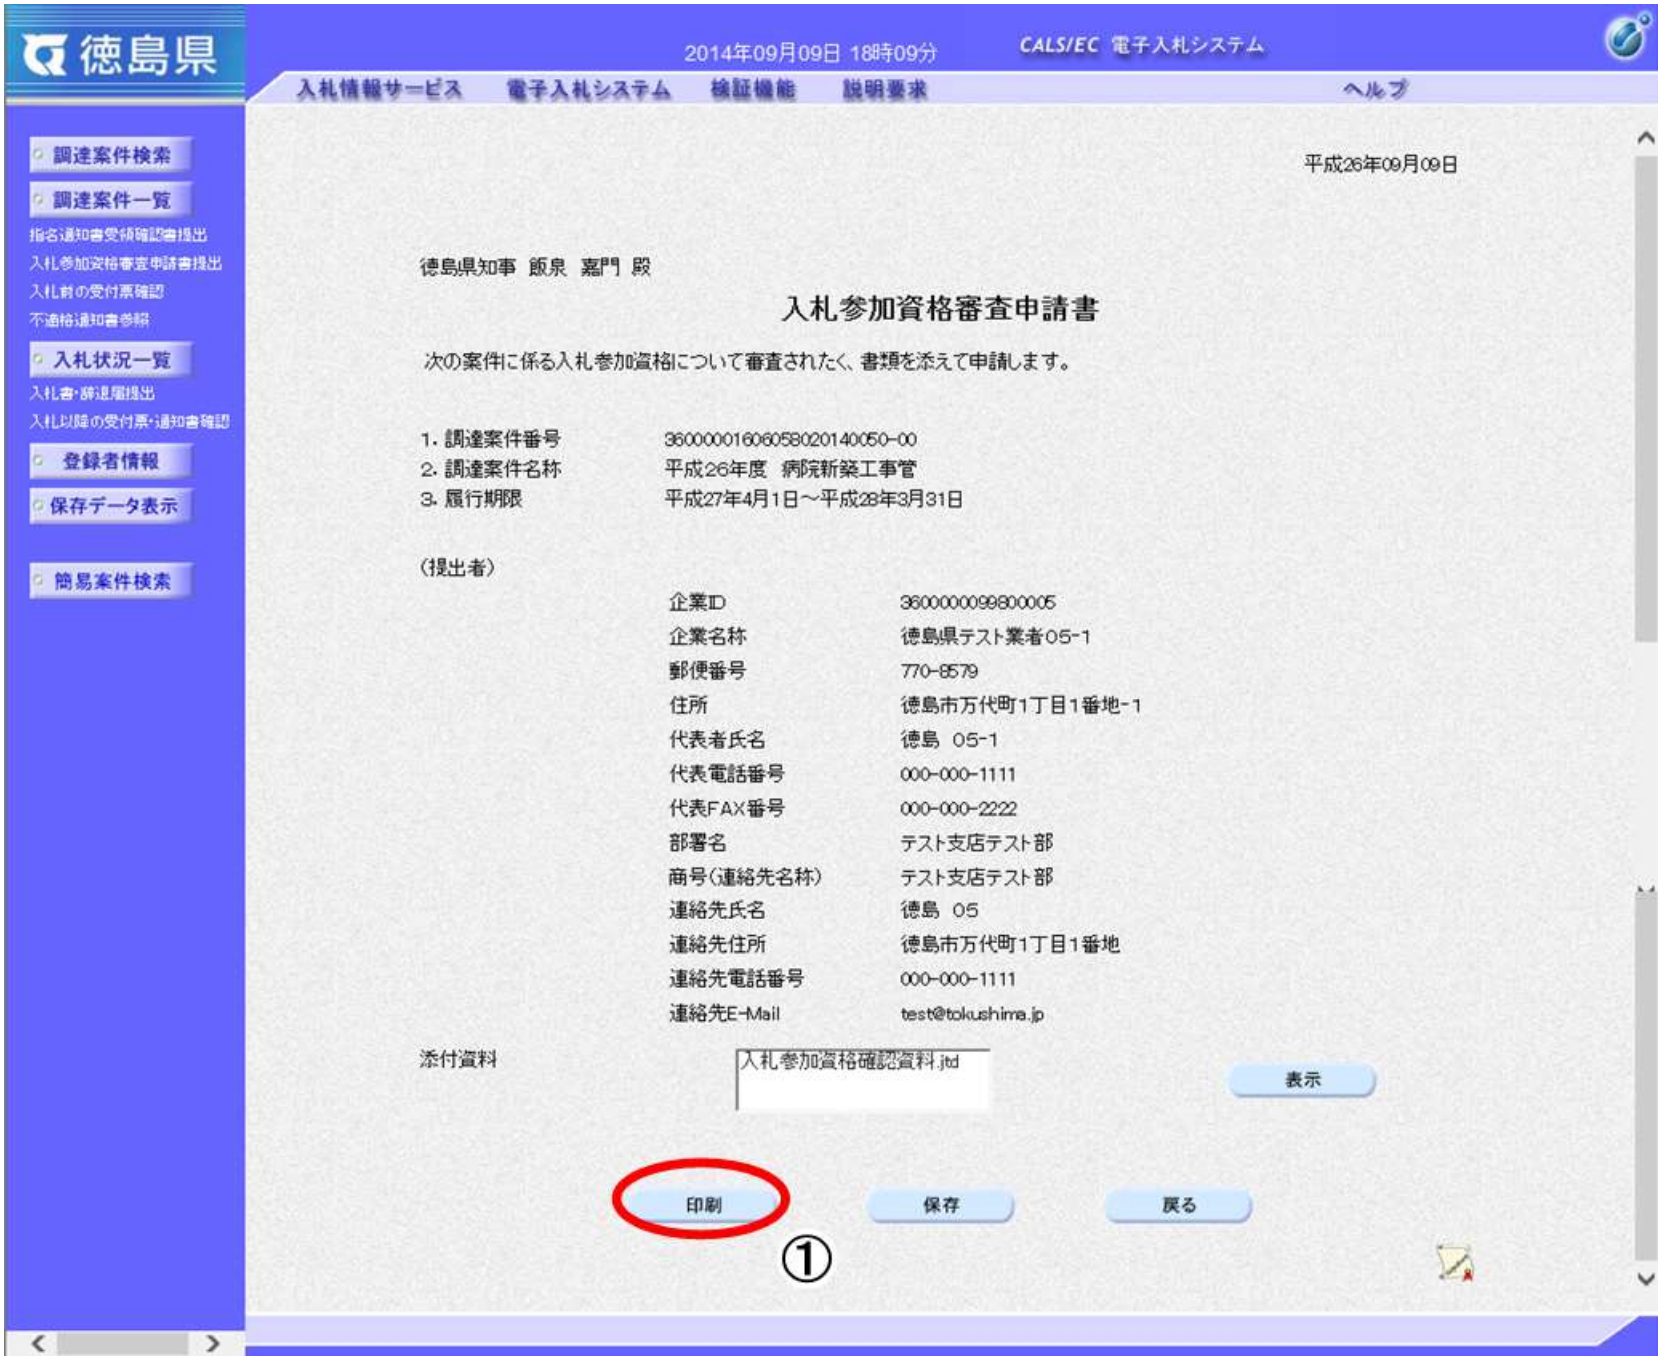 徳島県
2014年09月09日 18時09分
CALS/EC 電子入札システム
入札情報サービス 電子入札システム 検証機能 説明要求 ヘルプ
調達案件検索
調達案件一覧
指名通知書受領確認書提出
入札参加資格審査申請書提出
入札前の受付票確認
不適格通知書参照
入札状況一覧
入札書・辞退届提出
入札以降の受付票・通知書確認
登録者情報
保存データ表示
簡易案件検索
平成26年09月09日
徳島県知事 飯泉 嘉門 殿
入札参加資格審査申請書
次の案件に係る入札参加資格について審査されたく、書類を添えて申請します。
1. 調達案件番号 3600000160605802014​0050-00
2. 調達案件名称 平成26年度 病院新築工事管
3. 履行期限 平成27年4月1日～平成28年3月31日
(提出者)
企業ID 3600000099800005
企業名称 徳島県テスト業者05-1
郵便番号 770-8579
住所 徳島市万代町1丁目1番地-1
代表者氏名 徳島 05-1
代表電話番号 000-000-1111
代表FAX番号 000-000-2222
部署名 テスト支店テスト部
商号(連絡先名称) テスト支店テスト部
連絡先氏名 徳島 05
連絡先住所 徳島市万代町1丁目1番地
連絡先電話番号 000-000-1111
連絡先E-Mail test@tokushima.jp
添付資料 入札参加資格確認資料.jtd 表示
印刷 保存 戻る
①